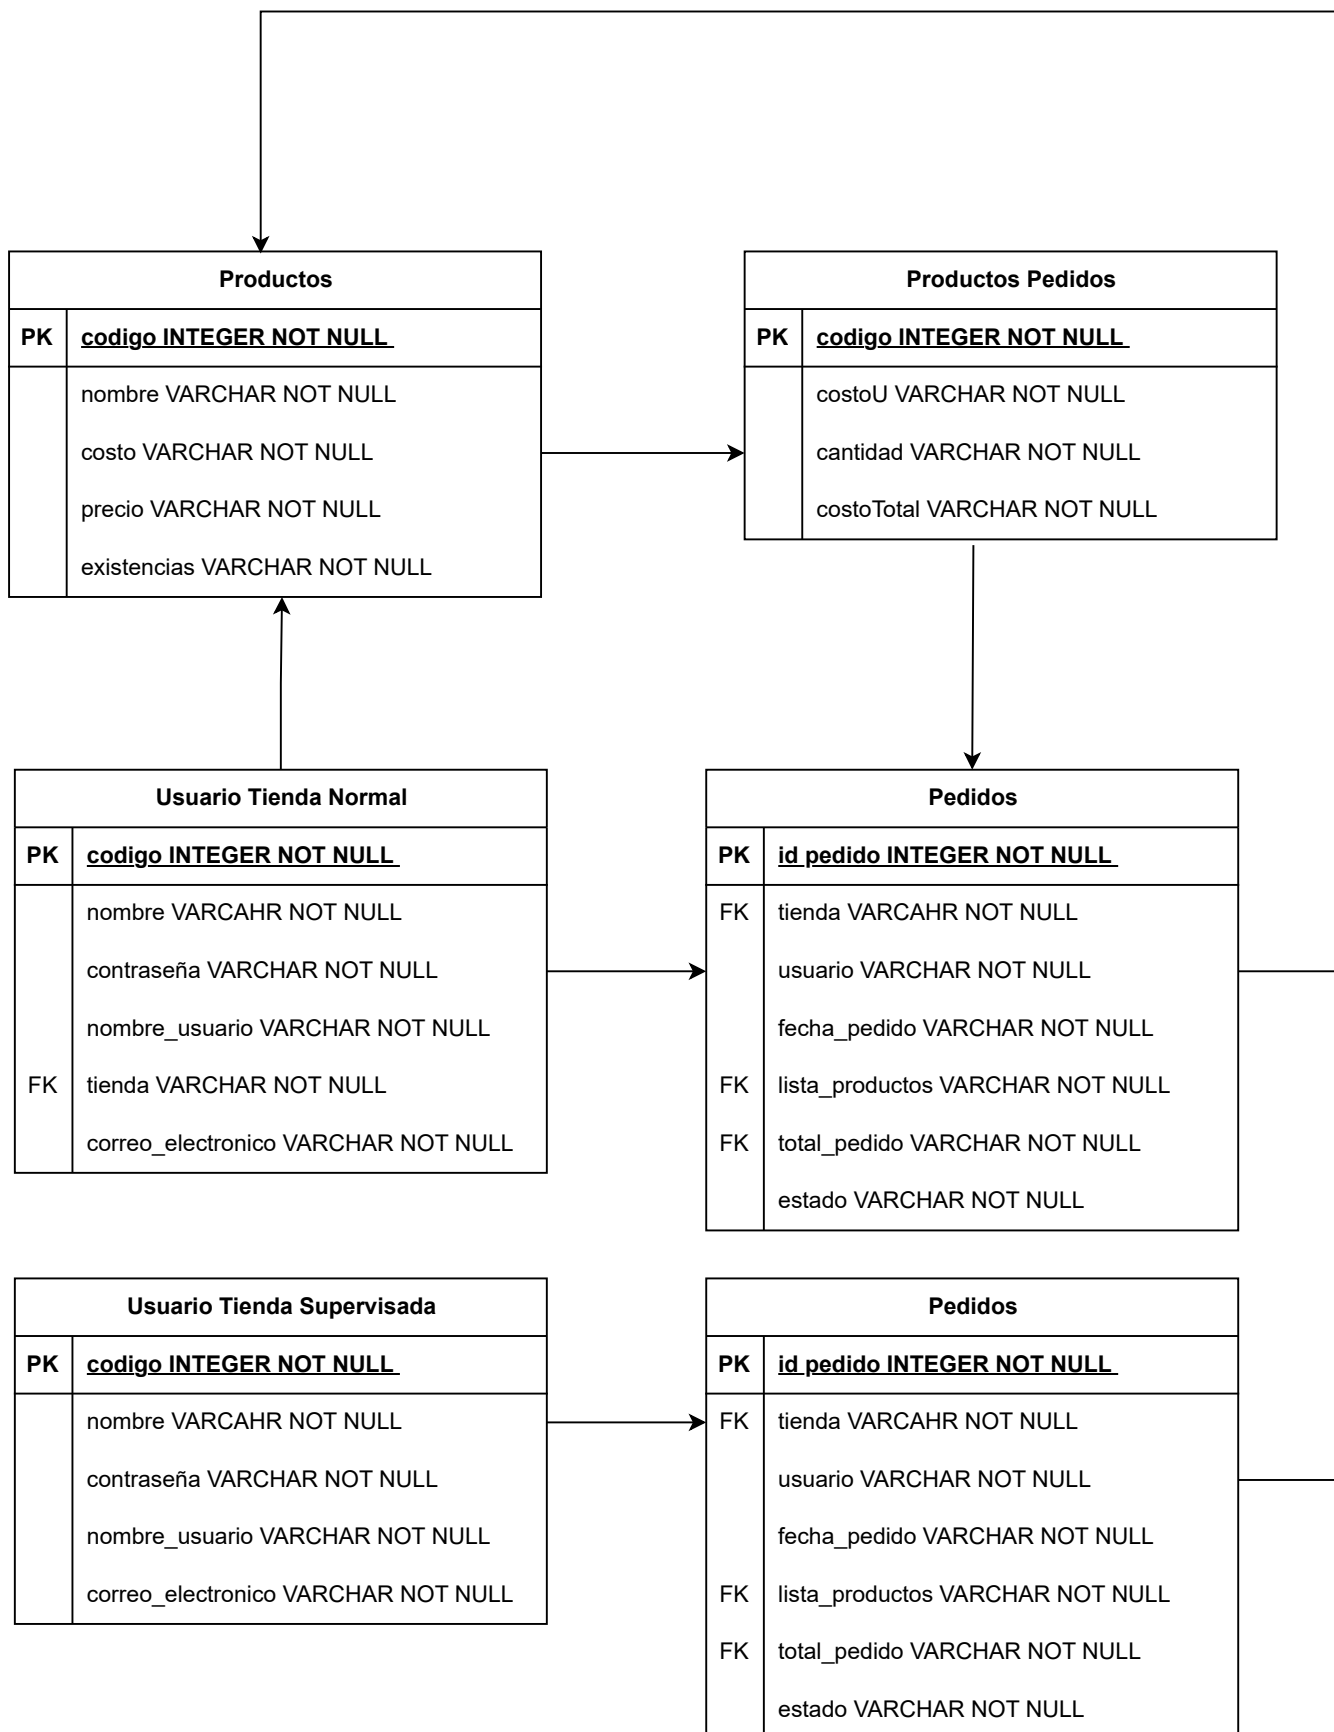 Productos
PK codigo INTEGER NOT NULL
nombre VARCHAR NOT NULL
costo VARCHAR NOT NULL
precio VARCHAR NOT NULL
existencias VARCHAR NOT NULL
Productos Pedidos
PK codigo INTEGER NOT NULL
costoU VARCHAR NOT NULL
cantidad VARCHAR NOT NULL
costoTotal VARCHAR NOT NULL
Usuario Tienda Normal
PK codigo INTEGER NOT NULL
nombre VARCAHR NOT NULL
contraseña VARCHAR NOT NULL
nombre_usuario VARCHAR NOT NULL
FK tienda VARCHAR NOT NULL
correo_electronico VARCHAR NOT NULL
Pedidos
PK id pedido INTEGER NOT NULL
FK tienda VARCAHR NOT NULL
usuario VARCHAR NOT NULL
fecha_pedido VARCHAR NOT NULL
FK lista_productos VARCHAR NOT NULL
FK total_pedido VARCHAR NOT NULL
estado VARCHAR NOT NULL
Usuario Tienda Supervisada
PK codigo INTEGER NOT NULL
nombre VARCAHR NOT NULL
contraseña VARCHAR NOT NULL
nombre_usuario VARCHAR NOT NULL
correo_electronico VARCHAR NOT NULL
Pedidos
PK id pedido INTEGER NOT NULL
FK tienda VARCAHR NOT NULL
usuario VARCHAR NOT NULL
fecha_pedido VARCHAR NOT NULL
FK lista_productos VARCHAR NOT NULL
FK total_pedido VARCHAR NOT NULL
estado VARCHAR NOT NULL